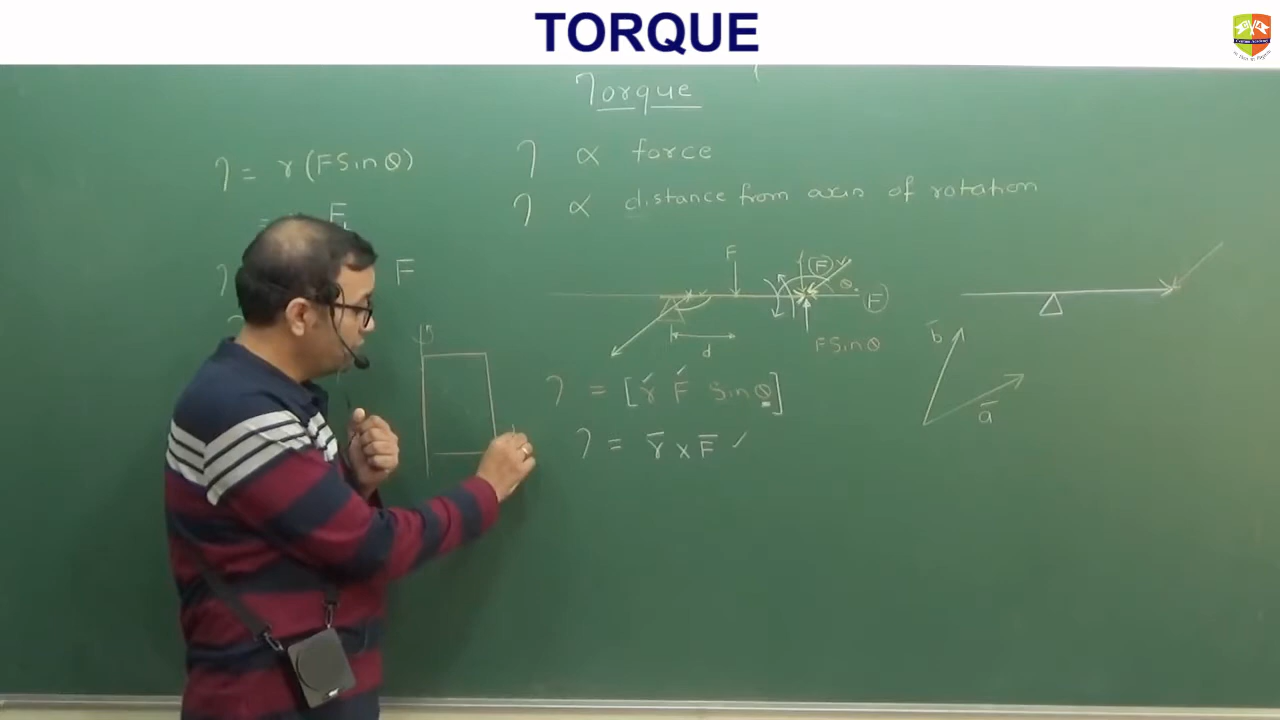 TORQUE
Torque
τ = r (F Sin θ)
τ ∝ force
τ ∝ distance from axis of rotation
F⊥
F
F
(F)
θ
F
d
F Sin θ
τ = [r F Sin θ]
τ = r̄ × F̄ ✓
b̄
ā